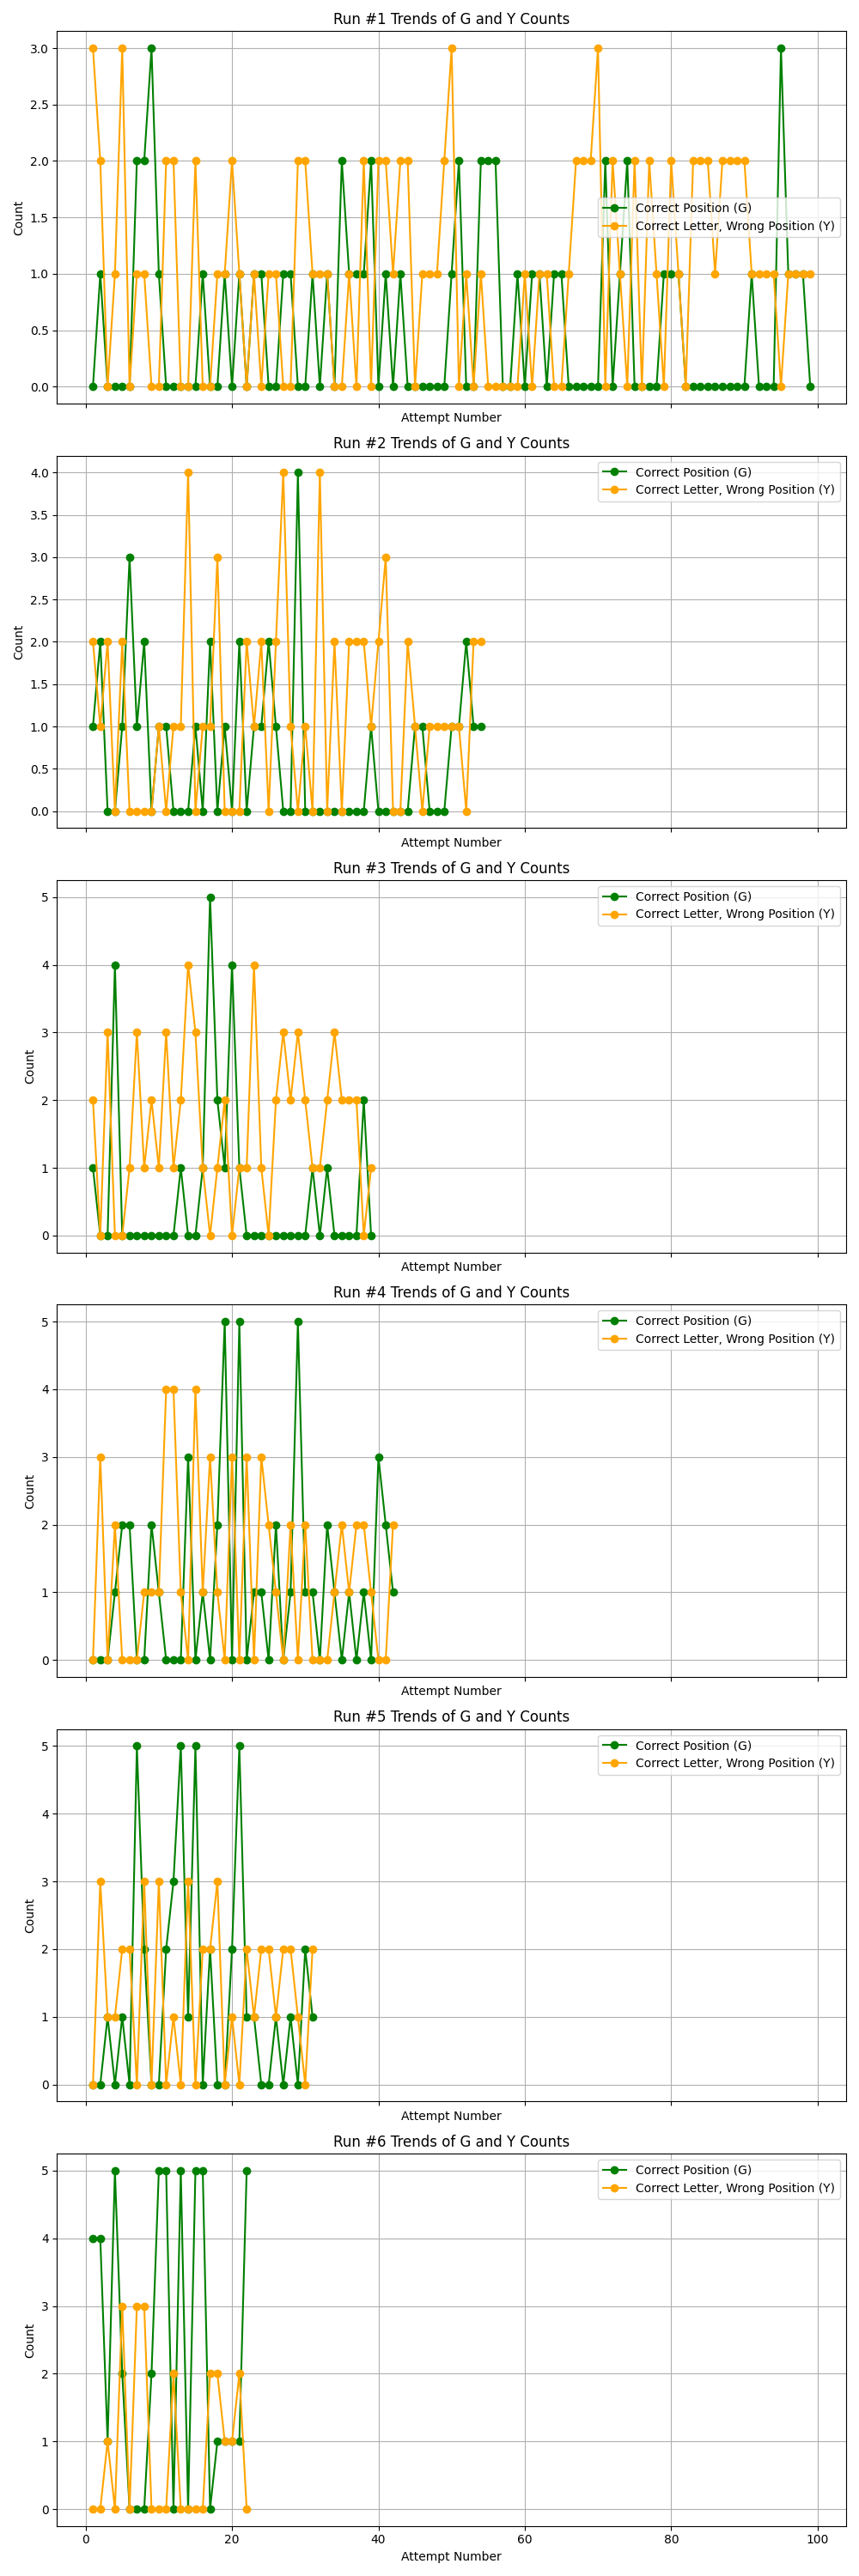 Run #1 Trends of G and Y Counts
3.0
2.5
2.0
1.5
1.0
0.5
0.0
Count
Correct Position (G)
Correct Letter, Wrong Position (Y)
Attempt Number
Run #2 Trends of G and Y Counts
4.0
3.5
3.0
2.5
2.0
1.5
1.0
0.5
0.0
Count
Correct Position (G)
Correct Letter, Wrong Position (Y)
Attempt Number
Run #3 Trends of G and Y Counts
5
4
3
2
1
0
Count
Correct Position (G)
Correct Letter, Wrong Position (Y)
Attempt Number
Run #4 Trends of G and Y Counts
5
4
3
2
1
0
Count
Correct Position (G)
Correct Letter, Wrong Position (Y)
Attempt Number
Run #5 Trends of G and Y Counts
5
4
3
2
1
0
Count
Correct Position (G)
Correct Letter, Wrong Position (Y)
Attempt Number
Run #6 Trends of G and Y Counts
5
4
3
2
1
0
Count
Correct Position (G)
Correct Letter, Wrong Position (Y)
0 20 40 60 80 100
Attempt Number